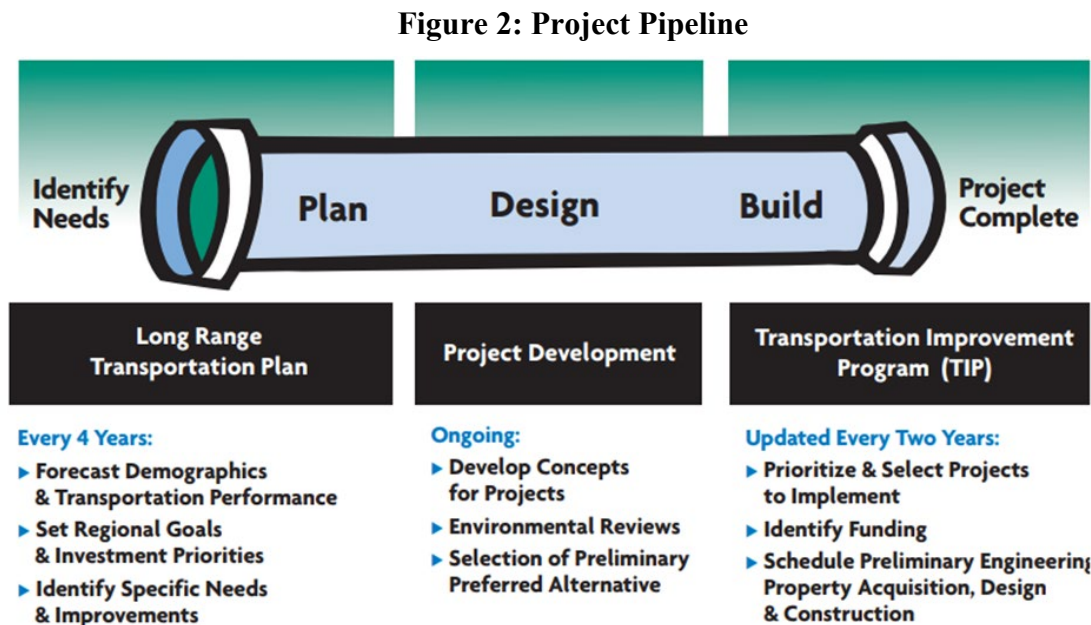 Figure 2: Project Pipeline
Identify
Needs
Plan
Design
Build
Project
Complete
Long Range
Transportation Plan
Every 4 Years:
▶ Forecast Demographics
& Transportation Performance
▶ Set Regional Goals
& Investment Priorities
▶ Identify Specific Needs
& Improvements
Project Development
Ongoing:
▶ Develop Concepts
for Projects
▶ Environmental Reviews
▶ Selection of Preliminary
Preferred Alternative
Transportation Improvement
Program (TIP)
Updated Every Two Years:
▶ Prioritize & Select Projects
to Implement
▶ Identify Funding
▶ Schedule Preliminary Engineering
Property Acquisition, Design
& Construction